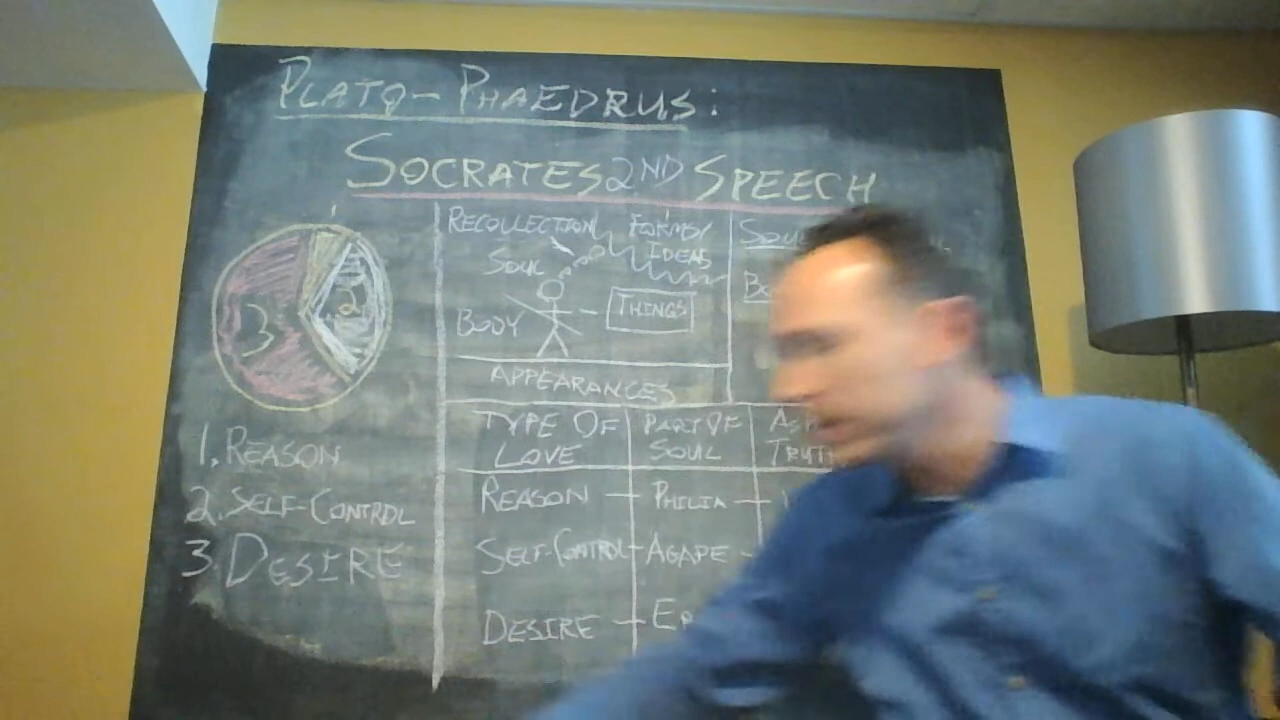 PLATO - PHAEDRUS:
SOCRATES 2ND SPEECH
3
2
1. REASON
2. SELF-CONTROL
3. DESIRE
RECOLLECTION
FORMS/
IDEAS
SOUL
BODY
THINGS
APPEARANCES
TYPE OF
LOVE
PART OF
SOUL
REASON - PHILIA -
SELF-CONTROL - AGAPE -
DESIRE -